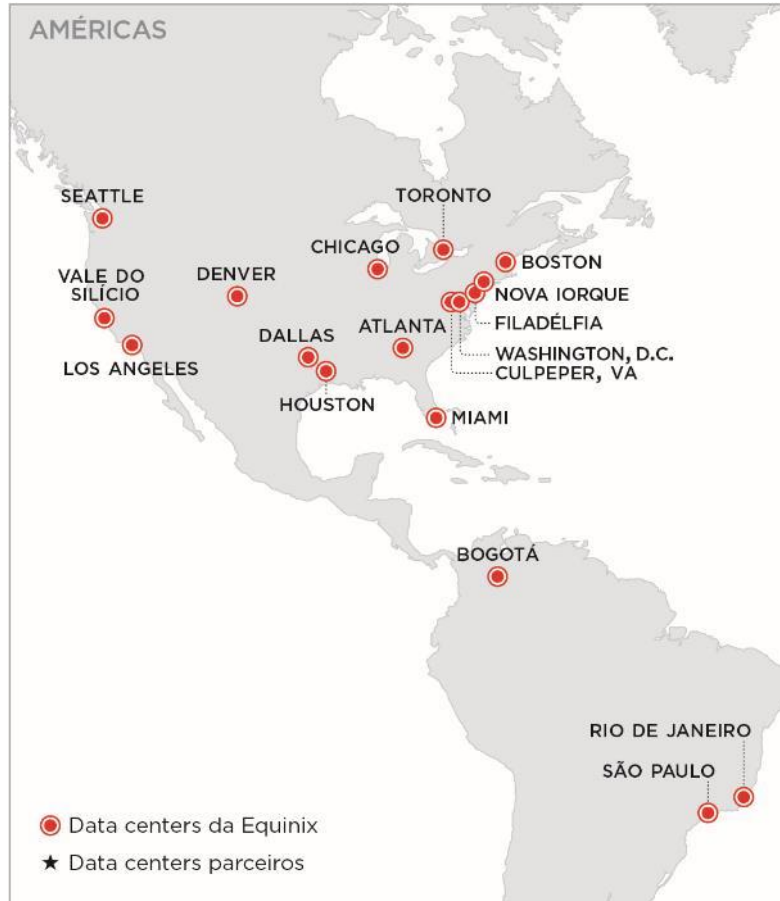 AMÉRICAS
SEATTLE
TORONTO
CHICAGO
BOSTON
VALE DO
SILÍCIO
DENVER
NOVA IORQUE
FILADÉLFIA
DALLAS
ATLANTA
WASHINGTON, D.C.
LOS ANGELES
CULPEPER, VA
HOUSTON
MIAMI
BOGOTÁ
RIO DE JANEIRO
SÃO PAULO
Data centers da Equinix
★ Data centers parceiros